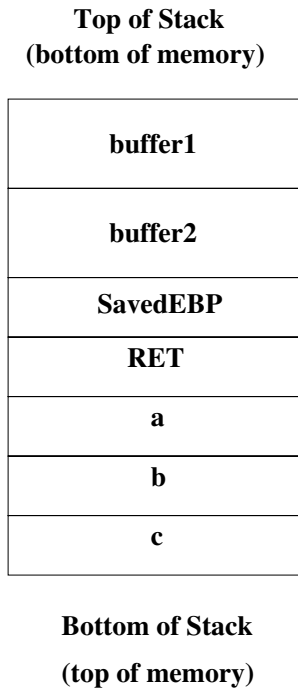 Top of Stack
(bottom of memory)
buffer1
buffer2
SavedEBP
RET
a
b
c
Bottom of Stack
(top of memory)